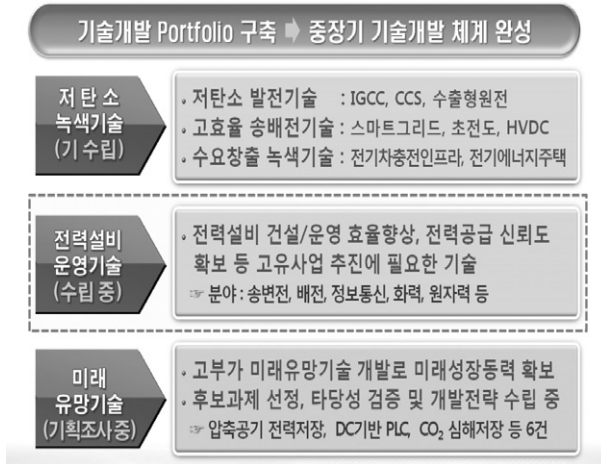 기술개발 Portfolio 구축 ➡ 중장기 기술개발 체계 완성
저 탄 소
녹색기술
(기 수립)
• 저탄소 발전기술 : IGCC, CCS, 수출형원전
• 고효율 송배전기술 : 스마트그리드, 초전도, HVDC
• 수요창출 녹색기술 : 전기차충전인프라, 전기에너지주택
전력설비
운영기술
(수립 중)
• 전력설비 건설/운영 효율향상, 전력공급 신뢰도
확보 등 고유사업 추진에 필요한 기술
☞ 분야 : 송변전, 배전, 정보통신, 화력, 원자력 등
미래
유망기술
(기획조사중)
• 고부가 미래유망기술 개발로 미래성장동력 확보
• 후보과제 선정, 타당성 검증 및 개발전략 수립 중
☞ 압축공기 전력저장, DC기반 PLC, CO₂ 심해저장 등 6건